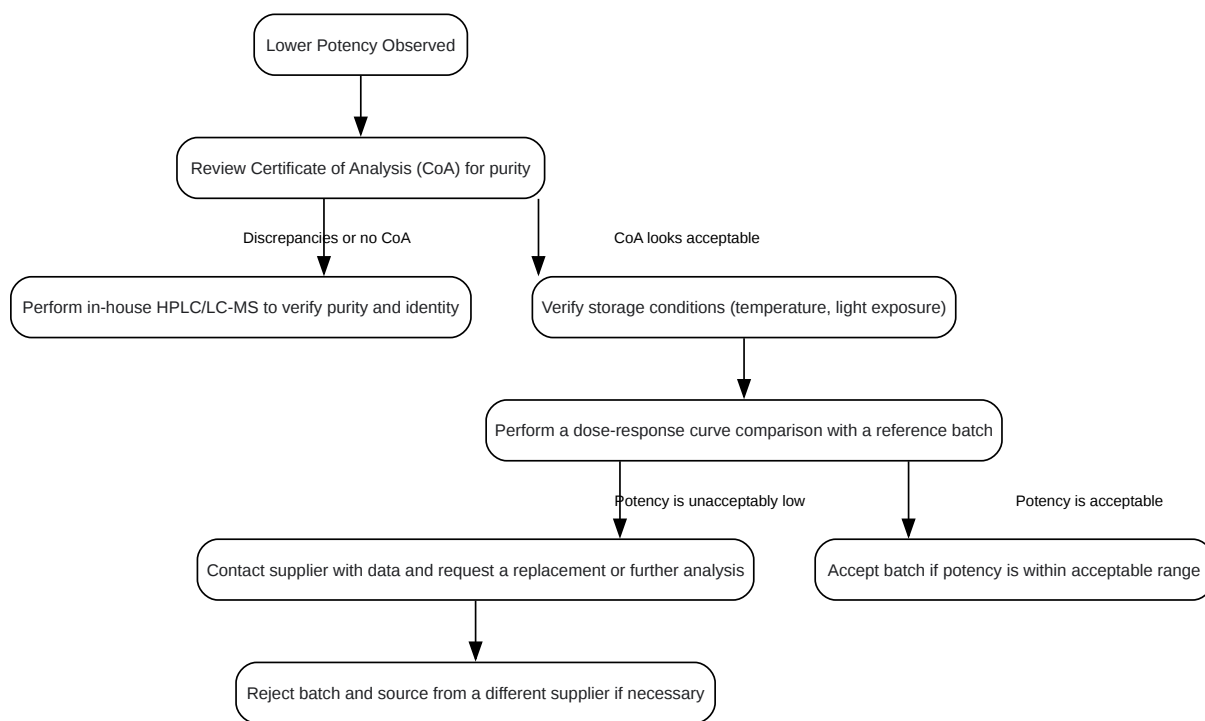 Lower Potency Observed
Review Certificate of Analysis (CoA) for purity
Discrepancies or no CoA
CoA looks acceptable
Perform in-house HPLC/LC-MS to verify purity and identity
Verify storage conditions (temperature, light exposure)
Perform a dose-response curve comparison with a reference batch
Potency is unacceptably low
Potency is acceptable
Contact supplier with data and request a replacement or further analysis
Accept batch if potency is within acceptable range
Reject batch and source from a different supplier if necessary